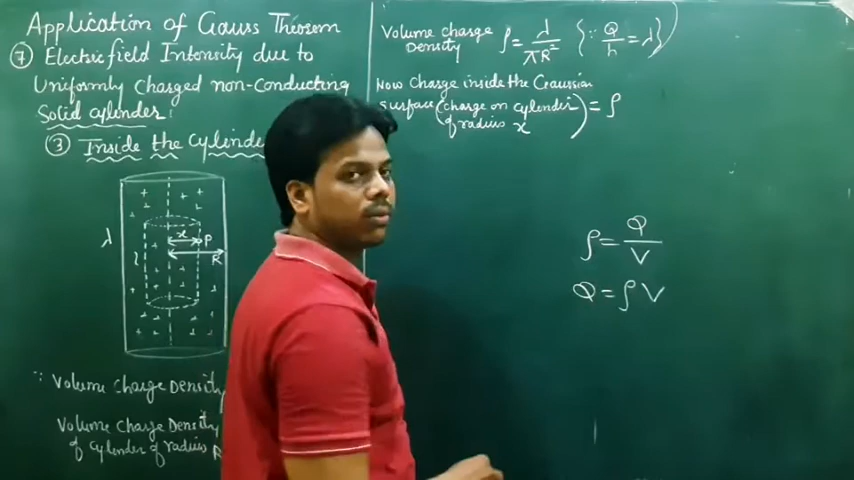 Application of Gauss Theorem
⑦ Electric field Intensity due to
Uniformly Charged non-conducting
Solid cylinder:
③ Inside the Cylinder
λ
x
P
R
l
∵ Volume charge Density
Volume Charge Density
of cylinder of radius R
Volume charge Density ρ = λ/πR² {∵ Q/h = λ}
Now Charge inside the Gaussian
surface (charge on cylinder of radius x) = ρ
ρ = Q/V
Q = ρV